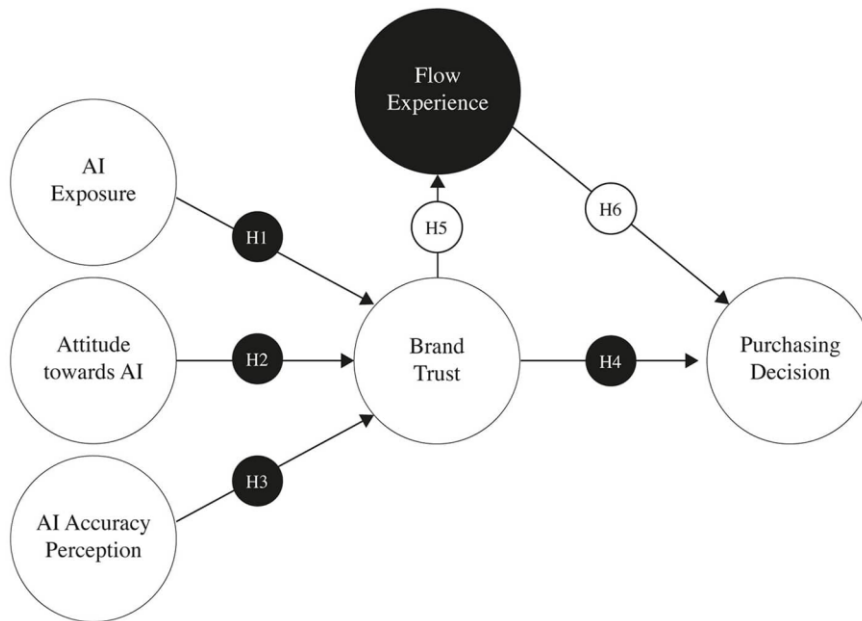 Flow
Experience
AI
Exposure
H1
H5
H6
Attitude
towards AI
H2
Brand
Trust
H4
Purchasing
Decision
H3
AI Accuracy
Perception